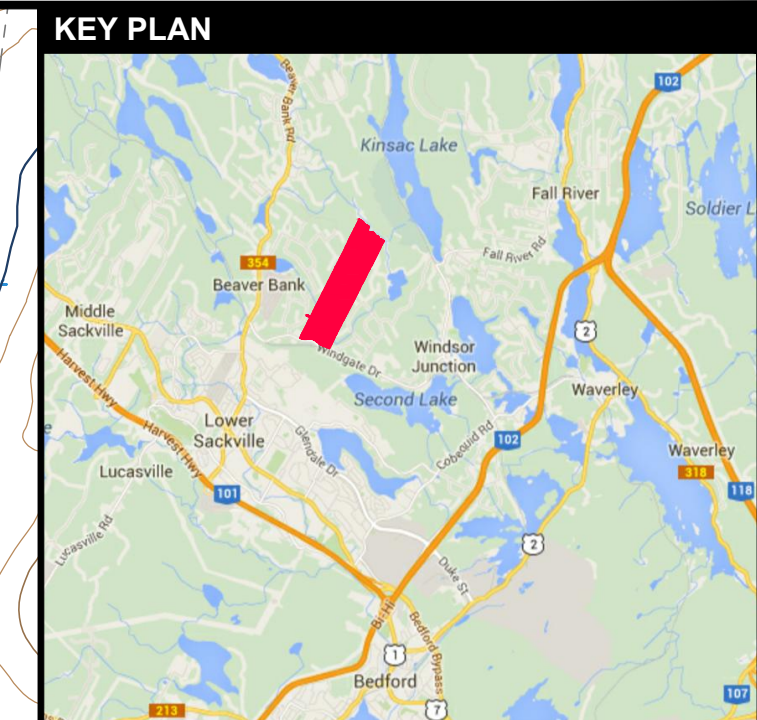 KEY PLAN
102
Beaver Bank Rd
Kinsac Lake
Fall River
Soldier L
Fall River Rd
354
Beaver Bank
Middle
Sackville
2
Windsor
Junction
Windgate Dr
Waverley
Harvest Hwy
Second Lake
Lower
Sackville
Harvest Hwy
Glendale Dr
Cobequid Rd
102
Waverley
e
Lucasville
318
101
118
Lucasville Rd
2
Duke St
Bi-Hi
Bedford Bypass
1
Bedford
107
213
7